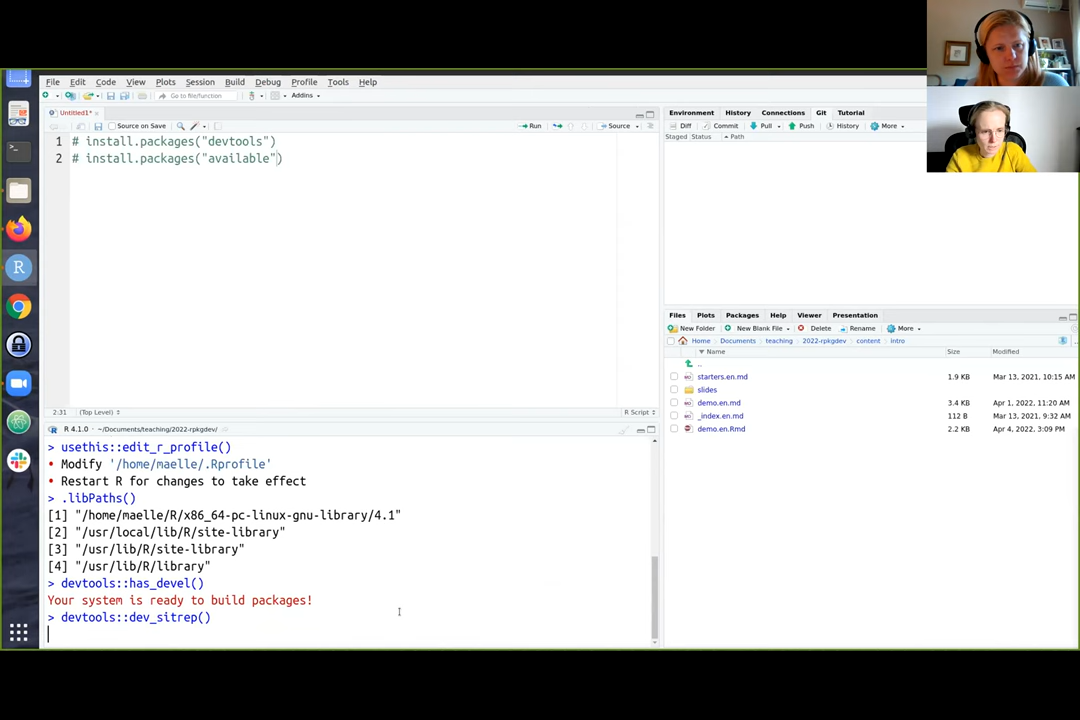 File Edit Code View Plots Session Build Debug Profile Tools Help
Go to file/function Addins
Untitled1*
Source on Save Run Source
1 # install.packages("devtools")
2 # install.packages("available")
2:31 (Top Level) R Script
R 4.1.0 · ~/Documents/teaching/2022-rpkgdev/
> usethis::edit_r_profile()
• Modify '/home/maelle/.Rprofile'
• Restart R for changes to take effect
> .libPaths()
[1] "/home/maelle/R/x86_64-pc-linux-gnu-library/4.1"
[2] "/usr/local/lib/R/site-library"
[3] "/usr/lib/R/site-library"
[4] "/usr/lib/R/library"
> devtools::has_devel()
Your system is ready to build packages!
> devtools::dev_sitrep()
Environment History Connections Git Tutorial
Diff Commit Pull Push History More
Staged Status Path
Files Plots Packages Help Viewer Presentation
New Folder New Blank File Delete Rename More
Home Documents teaching 2022-rpkgdev content intro
Name Size Modified
..
starters.en.md 1.9 KB Mar 13, 2021, 10:15 AM
slides
demo.en.md 3.4 KB Apr 1, 2022, 11:20 AM
_index.en.md 112 B Mar 13, 2021, 9:32 AM
demo.en.Rmd 2.2 KB Apr 4, 2022, 3:09 PM